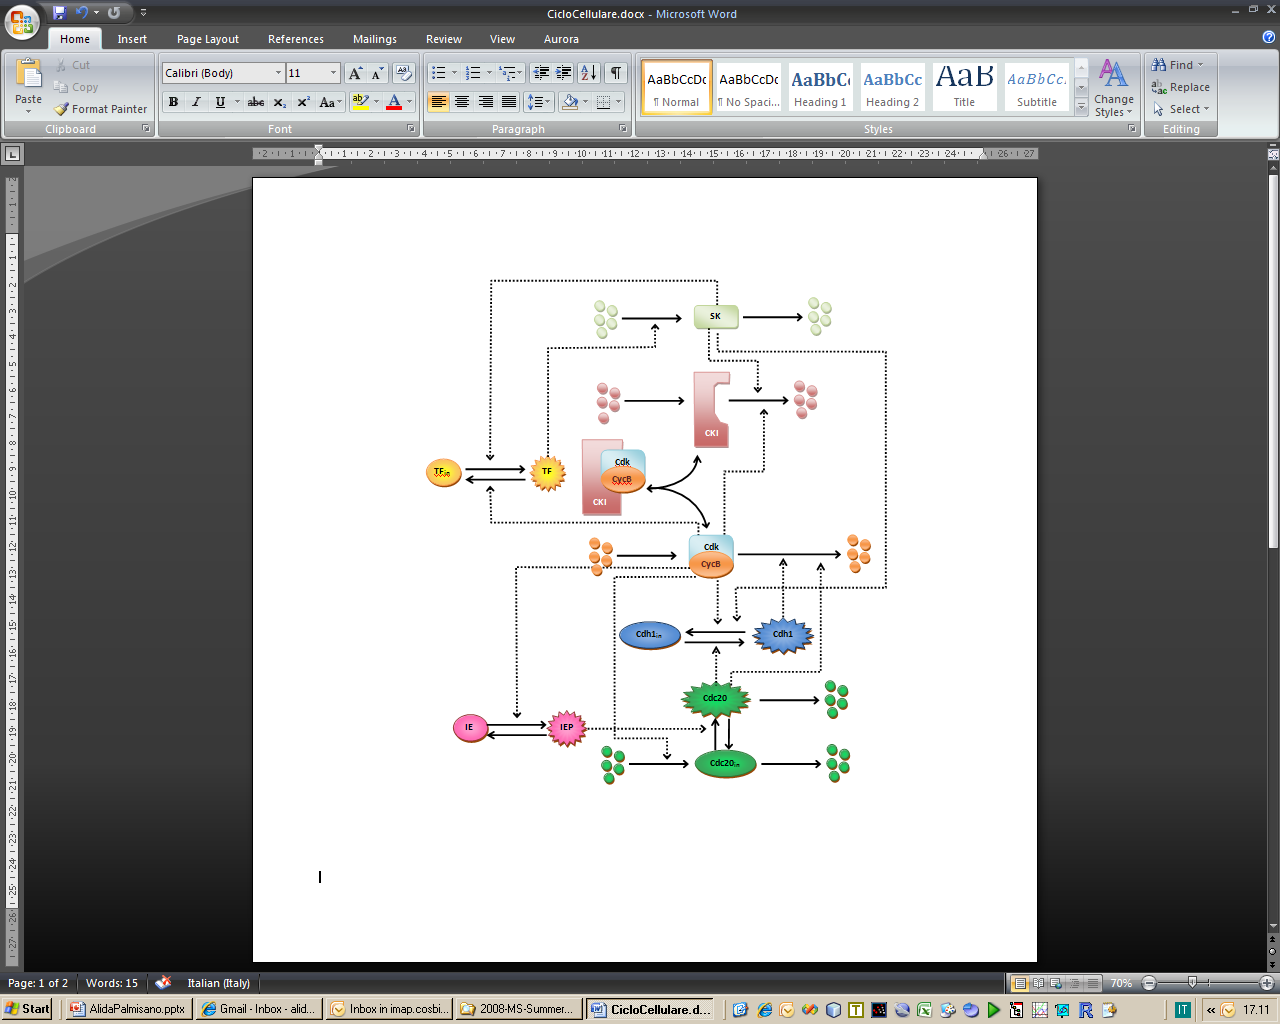 CicloCellulare.docx - Microsoft Word
Home Insert Page Layout References Mailings Review View Aurora
Paste
Cut
Copy
Format Painter
Clipboard
Calibri (Body) 11
Font
Paragraph
AaBbCcDc AaBbCcDc AaBbC AaBbCc AaB AaBbCc.
¶ Normal ¶ No Spaci... Heading 1 Heading 2 Title Subtitle
Change
Styles
Styles
Find
Replace
Select
Editing
SK
CKI
TFin
TF
Cdk
CycB
CKI
Cdk
CycB
Cdh1in
Cdh1
Cdc20
IE
IEP
Cdc20in
Page: 1 of 2 Words: 15 Italian (Italy) 70%
Start AlidaPalmisano.pptx Gmail - Inbox - alid... Inbox in imap.cosbi... 2008-MS-Summer... CicloCellulare.d... IT 17.11